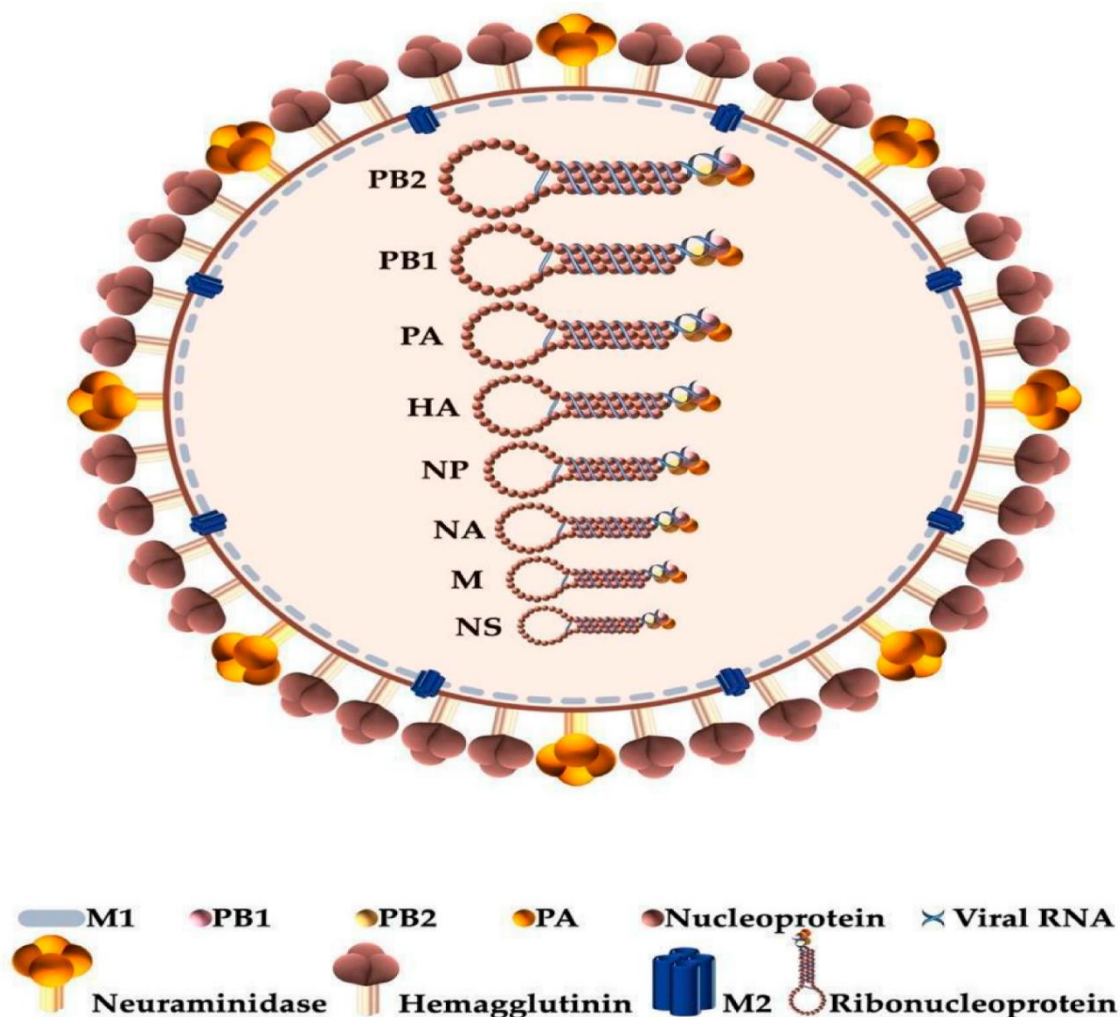 PB2
PB1
PA
HA
NP
NA
M
NS
M1 PB1 PB2 PA Nucleoprotein Viral RNA
Neuraminidase Hemagglutinin M2 Ribonucleoprotein